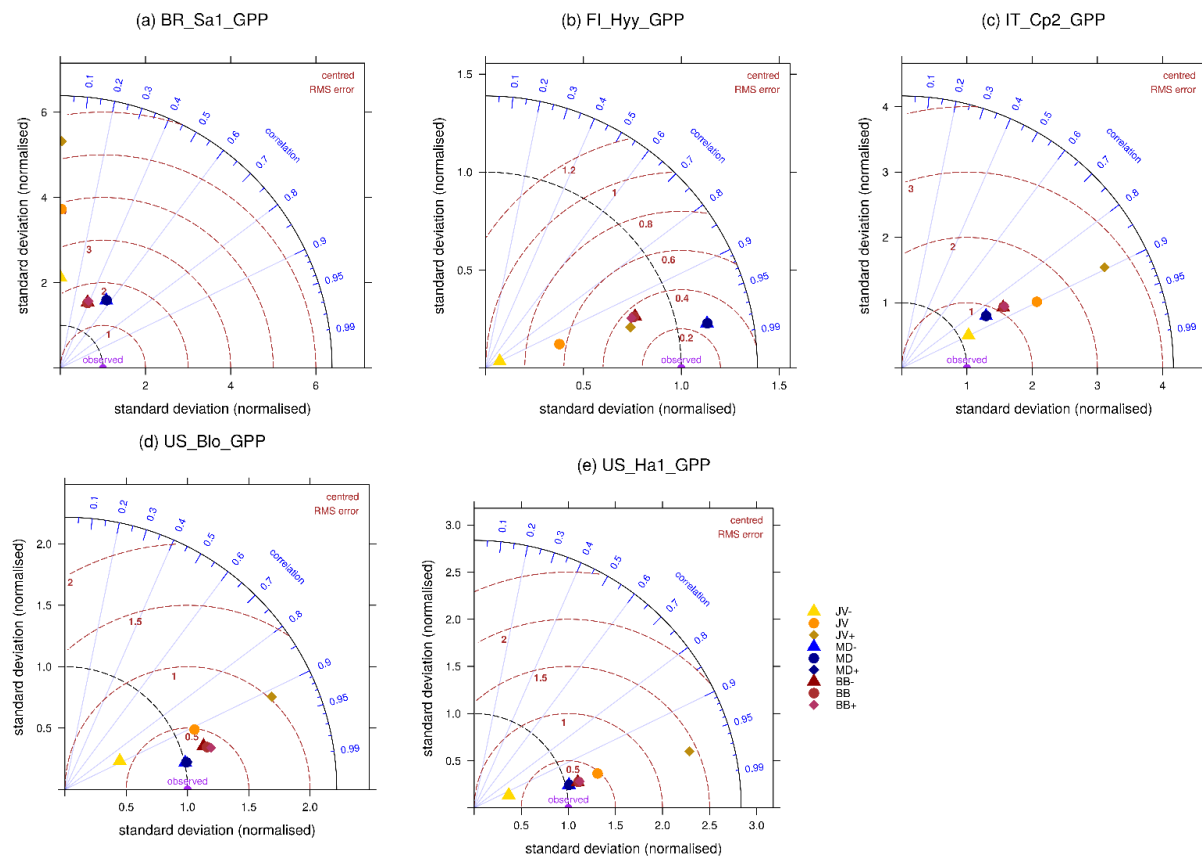 (a) BR_Sa1_GPP
(b) FI_Hyy_GPP
(c) IT_Cp2_GPP
centred
RMS error
0.1
0.2
0.3
0.4
0.5
0.6
0.7
0.8
0.9
0.95
0.99
correlation
6
4
2
3
2
1
observed
2
4
6
standard deviation (normalised)
standard deviation (normalised)
centred
RMS error
0.1
0.2
0.3
0.4
0.5
0.6
0.7
0.8
0.9
0.95
0.99
correlation
1.5
1.0
0.5
1.2
1
0.8
0.6
0.4
0.2
observed
0.5
1.0
1.5
standard deviation (normalised)
standard deviation (normalised)
centred
RMS error
0.1
0.2
0.3
0.4
0.5
0.6
0.7
0.8
0.9
0.95
0.99
correlation
4
3
2
1
3
2
1
observed
1
2
3
4
standard deviation (normalised)
standard deviation (normalised)
(d) US_Blo_GPP
(e) US_Ha1_GPP
centred
RMS error
0.1
0.2
0.3
0.4
0.5
0.6
0.7
0.8
0.9
0.95
0.99
correlation
2.0
1.5
1.0
0.5
2
1.5
1
0.5
observed
0.5
1.0
1.5
2.0
standard deviation (normalised)
standard deviation (normalised)
centred
RMS error
0.1
0.2
0.3
0.4
0.5
0.6
0.7
0.8
0.9
0.95
0.99
correlation
3.0
2.5
2.0
1.5
1.0
0.5
2
1.5
1
0.5
observed
0.5
1.0
1.5
2.0
2.5
3.0
standard deviation (normalised)
standard deviation (normalised)
JV-
JV
JV+
MD-
MD
MD+
BB-
BB
BB+